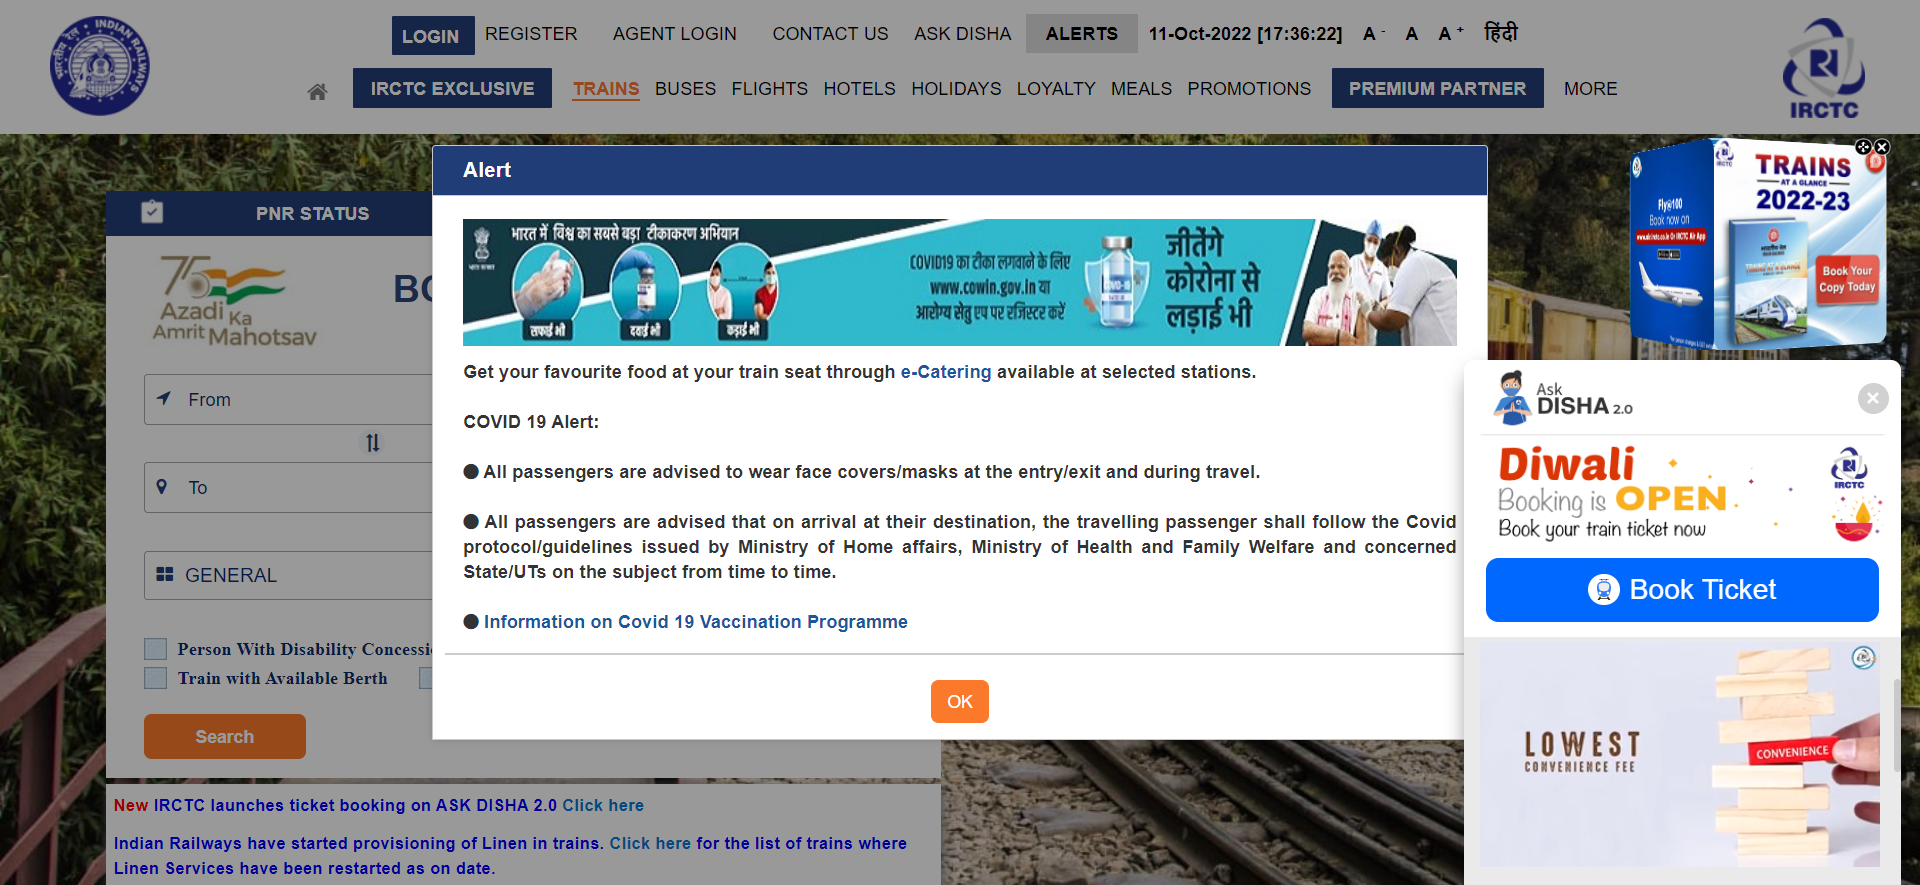 LOGIN REGISTER AGENT LOGIN CONTACT US ASK DISHA ALERTS 11-Oct-2022 [17:36:22] A - A A + हिंदी
IRCTC EXCLUSIVE TRAINS BUSES FLIGHTS HOTELS HOLIDAYS LOYALTY MEALS PROMOTIONS PREMIUM PARTNER MORE
INDIAN RAILWAYS
भारतीय रेल
IRCTC
Alert
PNR STATUS
Azadi Ka
Amrit Mahotsav
From
To
GENERAL
Person With Disability
Train with Available Berth
Search
भारत में विश्व का सबसे बड़ा टीकाकरण अभियान
सफाई भी
दवाई भी
कड़ाई भी
COVID19 का टीका लगवाने के लिए
www.cowin.gov.in या
आरोग्य सेतु एप पर रजिस्टर करें
जीतेंगे
कोरोना से
लड़ाई भी
Get your favourite food at your train seat through e-Catering available at selected stations.
COVID 19 Alert:
● All passengers are advised to wear face covers/masks at the entry/exit and during travel.
● All passengers are advised that on arrival at their destination, the travelling passenger shall follow the Covid
protocol/guidelines issued by Ministry of Home affairs, Ministry of Health and Family Welfare and concerned
State/UTs on the subject from time to time.
● Information on Covid 19 Vaccination Programme
OK
New IRCTC launches ticket booking on ASK DISHA 2.0 Click here
Indian Railways have started provisioning of Linen in trains. Click here for the list of trains where
Linen Services have been restarted as on date.
Fly@100
Book now on
IRCTC
TRAINS
AT A GLANCE
2022-23
Book Your
Copy Today
Ask
DISHA 2.0
Diwali
Booking is OPEN
Book your train ticket now
IRCTC
Book Ticket
LOWEST
CONVENIENCE FEE
CONVENIENCE